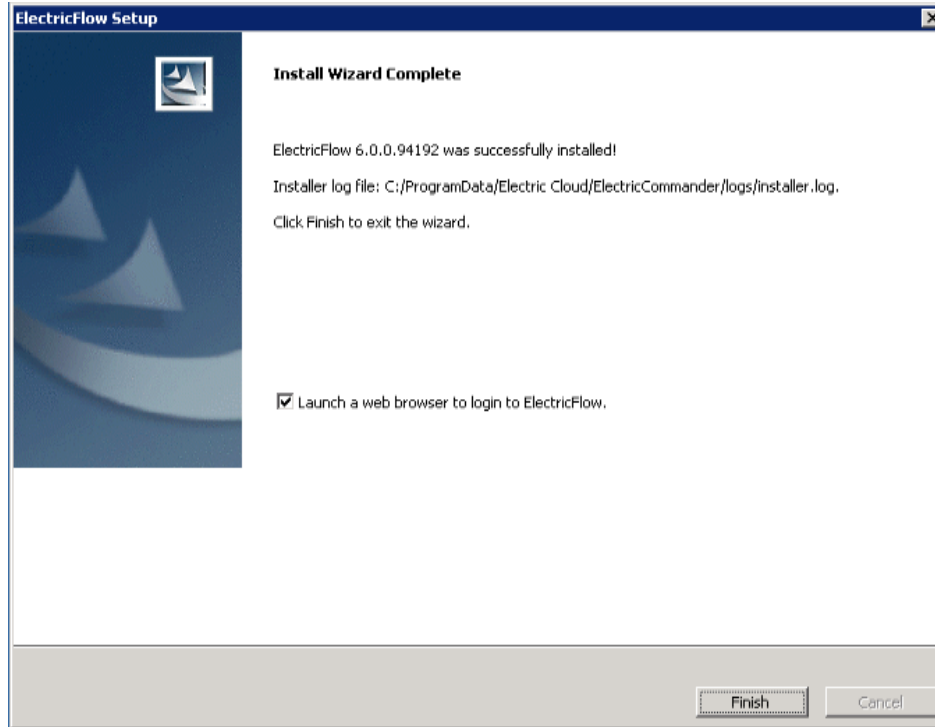 ElectricFlow Setup
Install Wizard Complete
ElectricFlow 6.0.0.94192 was successfully installed!
Installer log file: C:/ProgramData/Electric Cloud/ElectricCommander/logs/installer.log.
Click Finish to exit the wizard.
Launch a web browser to login to ElectricFlow.
Finish
Cancel